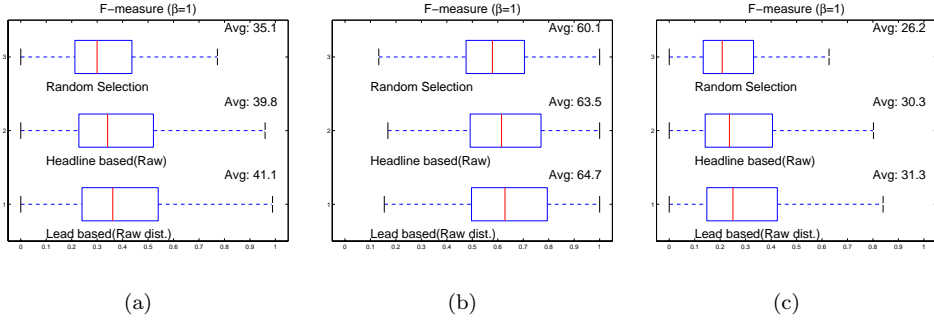 F−measure (β=1)
Avg: 35.1
3
Random Selection
Avg: 39.8
2
Headline based(Raw)
Avg: 41.1
1
Lead based(Raw dist.)
0 0.1 0.2 0.3 0.4 0.5 0.6 0.7 0.8 0.9 1
(a)
F−measure (β=1)
Avg: 60.1
3
Random Selection
Avg: 63.5
2
Headline based(Raw)
Avg: 64.7
1
Lead based(Raw dist.)
0 0.1 0.2 0.3 0.4 0.5 0.6 0.7 0.8 0.9 1
(b)
F−measure (β=1)
Avg: 26.2
3
Random Selection
Avg: 30.3
2
Headline based(Raw)
Avg: 31.3
1
Lead based(Raw dist.)
0 0.1 0.2 0.3 0.4 0.5 0.6 0.7 0.8 0.9 1
(c)